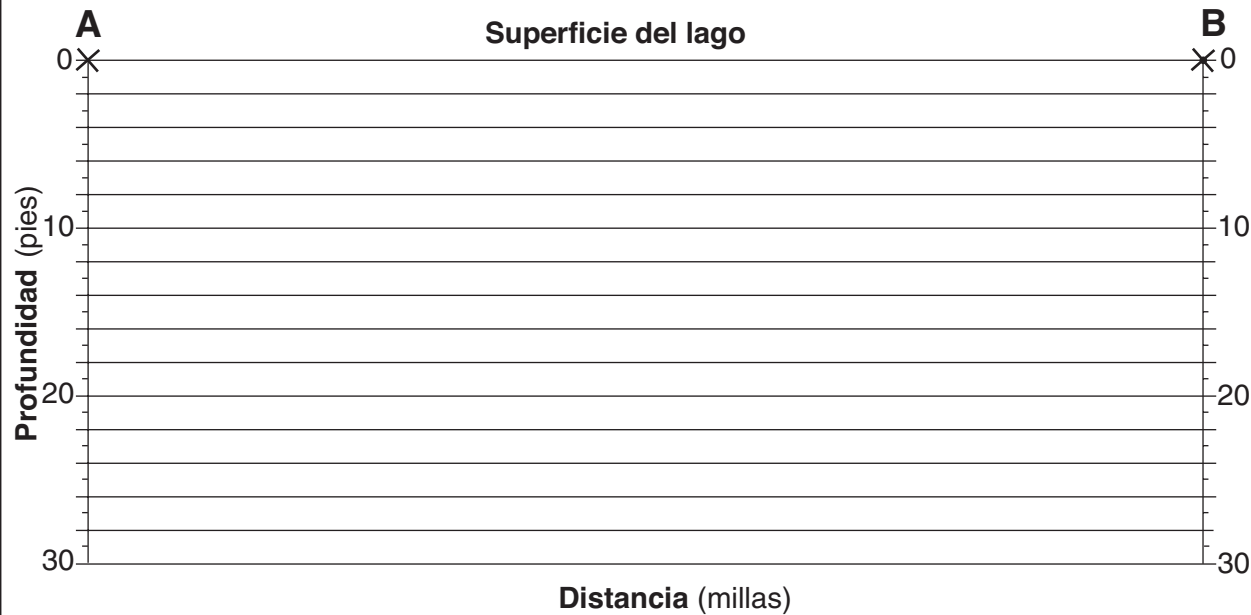 A Superficie del lago B
0 0
10 10
20 20
30 30
Profundidad (pies)
Distancia (millas)